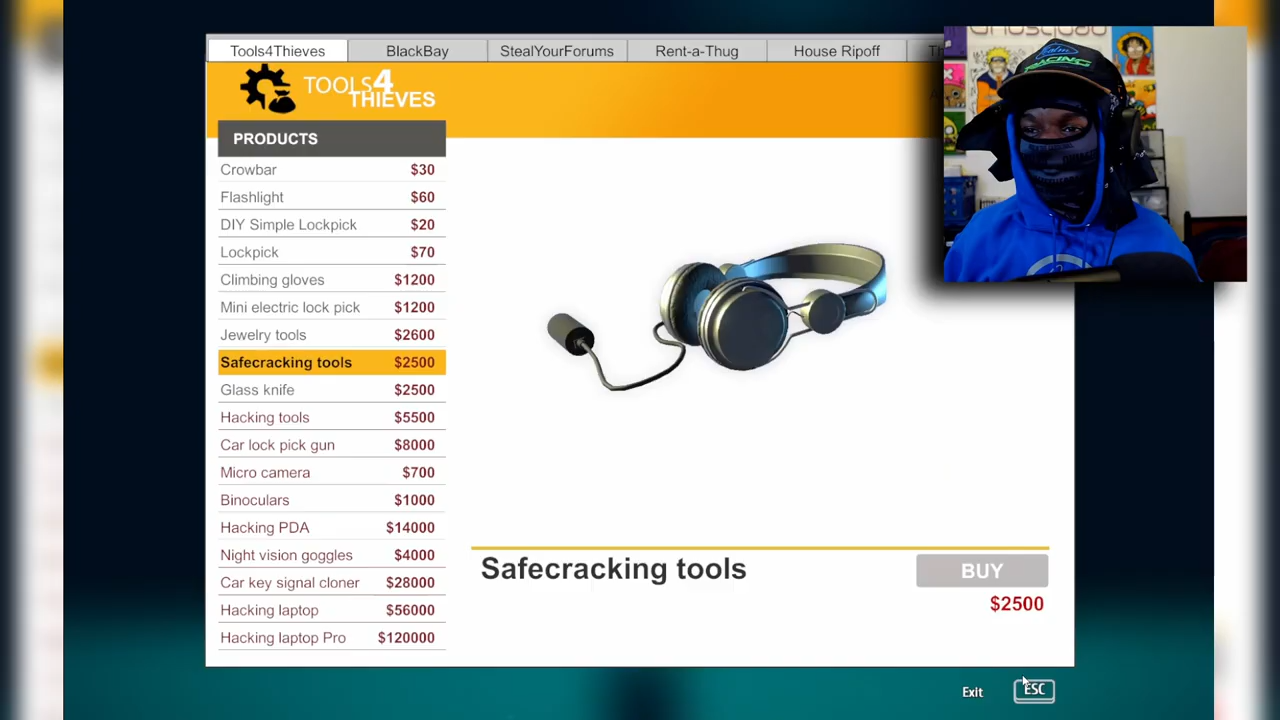 Tools4Thieves BlackBay StealYourForums Rent-a-Thug House Ripoff
TOOLS4
THIEVES
PRODUCTS
Crowbar $30
Flashlight $60
DIY Simple Lockpick $20
Lockpick $70
Climbing gloves $1200
Mini electric lock pick $1200
Jewelry tools $2600
Safecracking tools $2500
Glass knife $2500
Hacking tools $5500
Car lock pick gun $8000
Micro camera $700
Binoculars $1000
Hacking PDA $14000
Night vision goggles $4000
Car key signal cloner $28000
Hacking laptop $56000
Hacking laptop Pro $120000
Safecracking tools
BUY
$2500
Exit ESC
RACING